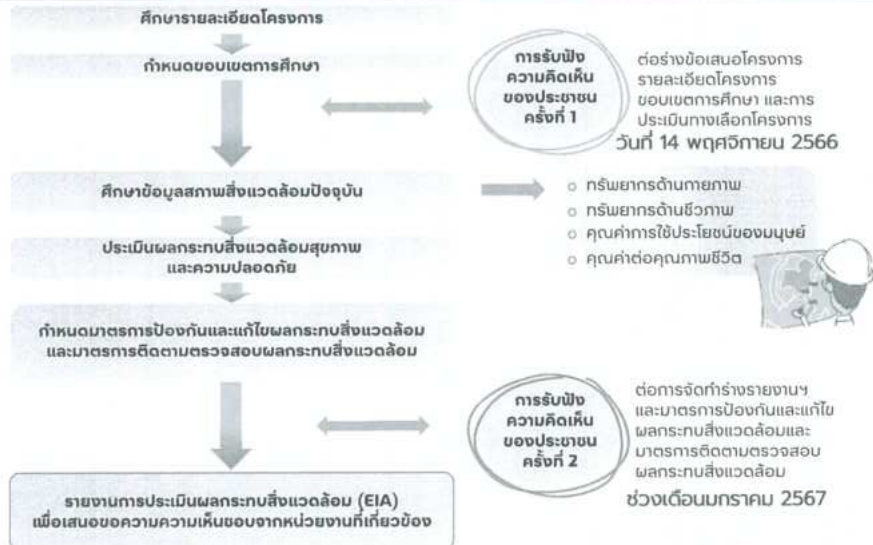 ศึกษารายละเอียดโครงการ
กำหนดขอบเขตการศึกษา
การรับฟัง
ความคิดเห็น
ของประชาชน
ครั้งที่ 1
ต่อร่างข้อเสนอโครงการ
รายละเอียดโครงการ
ขอบเขตการศึกษา และการ
ประเมินทางเลือกโครงการ
วันที่ 14 พฤศจิกายน 2566
ศึกษาข้อมูลสภาพสิ่งแวดล้อมปัจจุบัน
ทรัพยากรด้านกายภาพ
ทรัพยากรด้านชีวภาพ
คุณค่าการใช้ประโยชน์ของมนุษย์
คุณค่าต่อคุณภาพชีวิต
ประเมินผลกระทบสิ่งแวดล้อมสุขภาพ
และความปลอดภัย
กำหนดมาตรการป้องกันและแก้ไขผลกระทบสิ่งแวดล้อม
และมาตรการติดตามตรวจสอบผลกระทบสิ่งแวดล้อม
การรับฟัง
ความคิดเห็น
ของประชาชน
ครั้งที่ 2
ต่อการจัดทำร่างรายงานฯ
และมาตรการป้องกันและแก้ไข
ผลกระทบสิ่งแวดล้อมและ
มาตรการติดตามตรวจสอบ
ผลกระทบสิ่งแวดล้อม
ช่วงเดือนมกราคม 2567
รายงานการประเมินผลกระทบสิ่งแวดล้อม (EIA)
เพื่อเสนอขอความความเห็นชอบจากหน่วยงานที่เกี่ยวข้อง